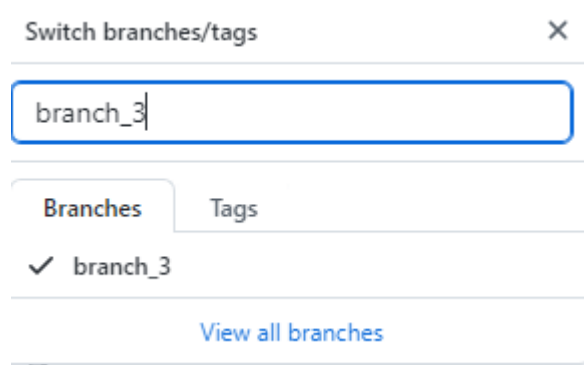 Switch branches/tags
branch_3
Branches Tags
branch_3
View all branches